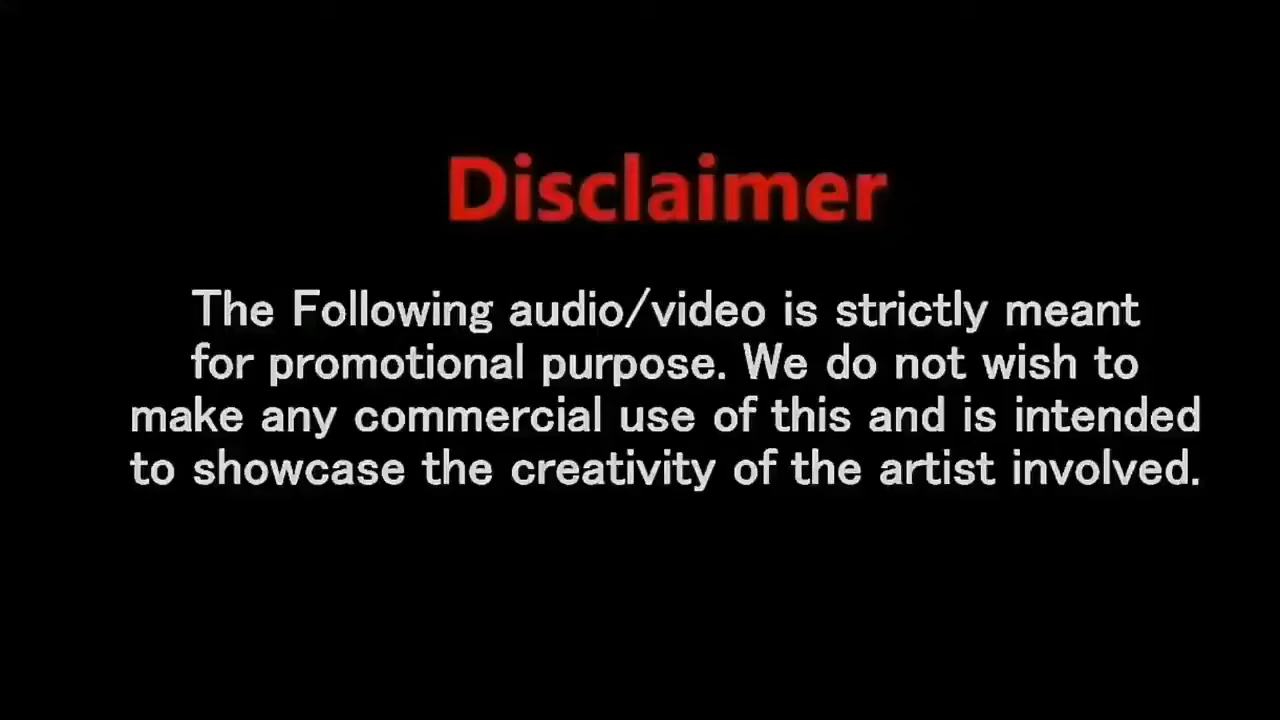 Disclaimer
The Following audio/video is strictly meant
for promotional purpose. We do not wish to
make any commercial use of this and is intended
to showcase the creativity of the artist involved.